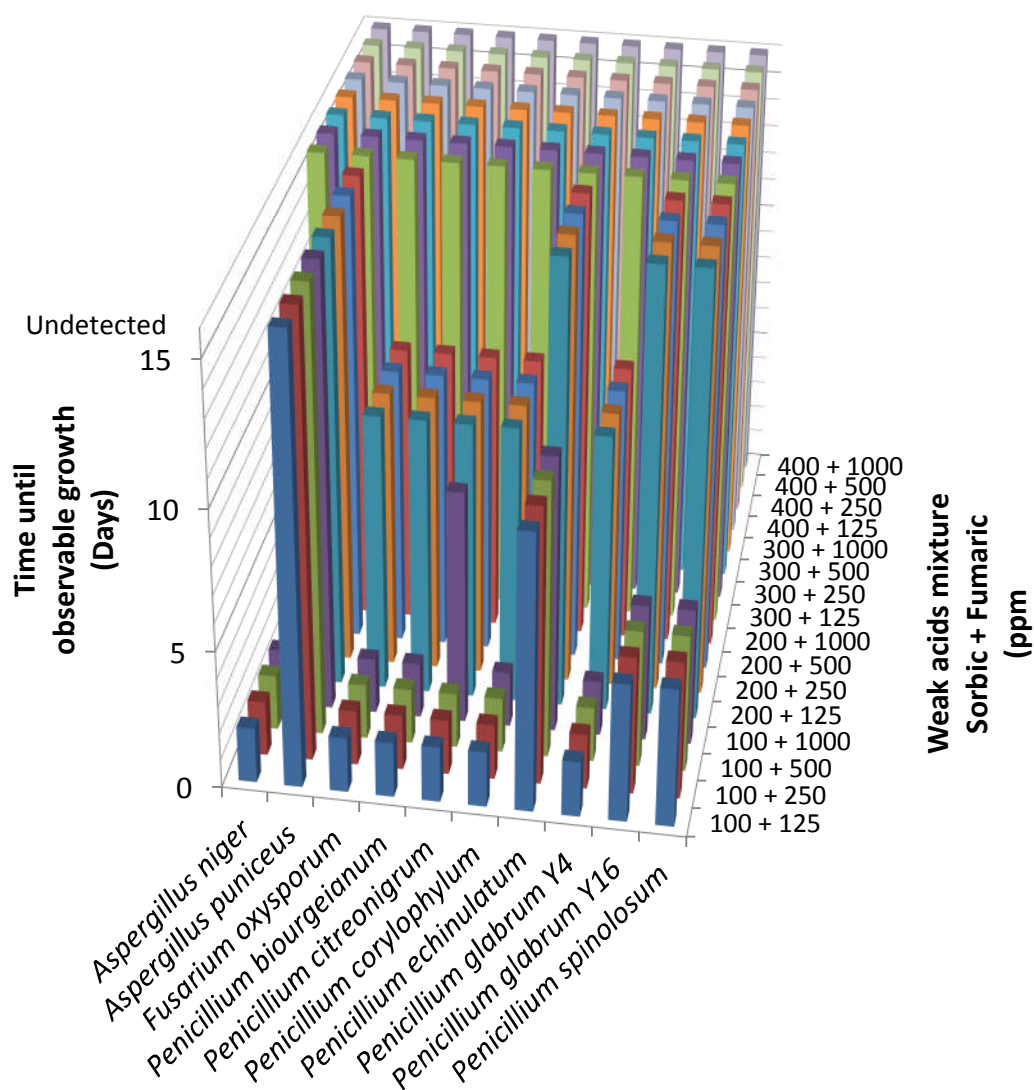 Undetected
15
10
5
0
Time until
observable growth
(Days)
400 + 1000
400 + 500
400 + 250
400 + 125
300 + 1000
300 + 500
300 + 250
300 + 125
200 + 1000
200 + 500
200 + 250
200 + 125
100 + 1000
100 + 500
100 + 250
100 + 125
Weak acids mixture
Sorbic + Fumaric
(ppm
Aspergillus niger
Aspergillus puniceus
Fusarium oxysporum
Penicillium biourgeianum
Penicillium citreonigrum
Penicillium corylophylum
Penicillium echinulatum
Penicillium glabrum Y4
Penicillium glabrum Y16
Penicillium spinolosum